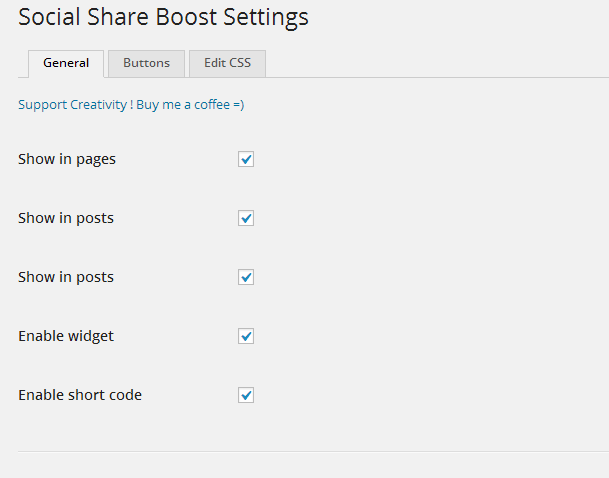 Social Share Boost Settings
General Buttons Edit CSS
Support Creativity ! Buy me a coffee =)
Show in pages
Show in posts
Show in posts
Enable widget
Enable short code